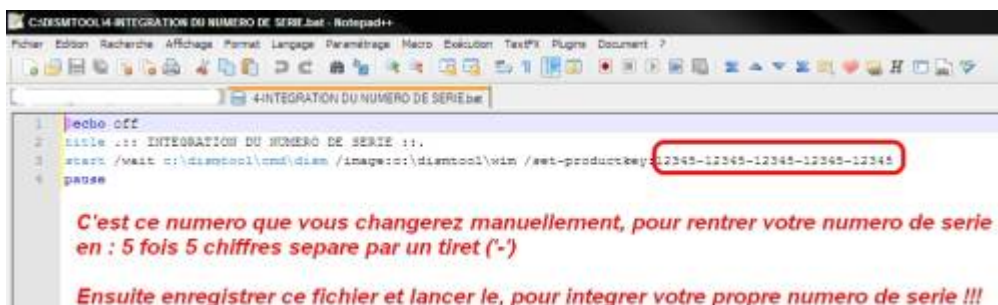 C:\DISMTOOL\4-INTEGRATION DU NUMERO DE SERIE.bat - Notepad++
Fichier Edition Recherche Affichage Format Langage Paramétrage Macro Exécution TextFX Plugins Document ?
4-INTEGRATION DU NUMERO DE SERIE.bat
1 @echo off
2 title .:: INTEGRATION DU NUMERO DE SERIE ::.
3 start /wait c:\dismtool\cmd\dism /image:c:\dismtool\wim /set-productkey:12345-12345-12345-12345-12345
4 pause
C'est ce numero que vous changerez manuellement, pour rentrer votre numero de serie
en : 5 fois 5 chiffres separe par un tiret ('-')
Ensuite enregistrer ce fichier et lancer le, pour integrer votre propre numero de serie !!!